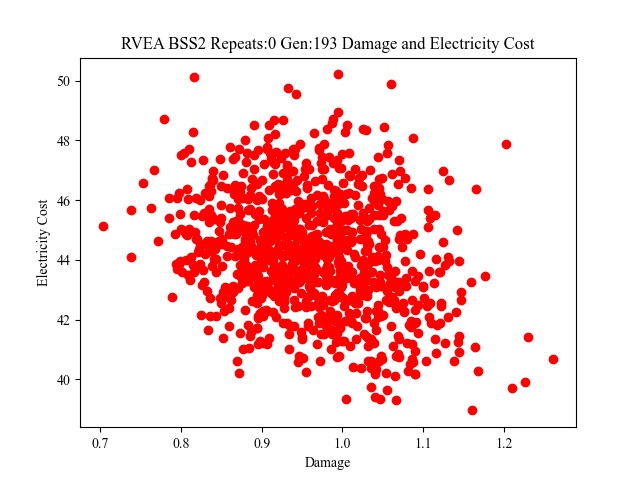 RVEA BSS2 Repeats:0 Gen:193 Damage and Electricity Cost
50
48
46
44
42
40
Electricity Cost
0.7 0.8 0.9 1.0 1.1 1.2
Damage